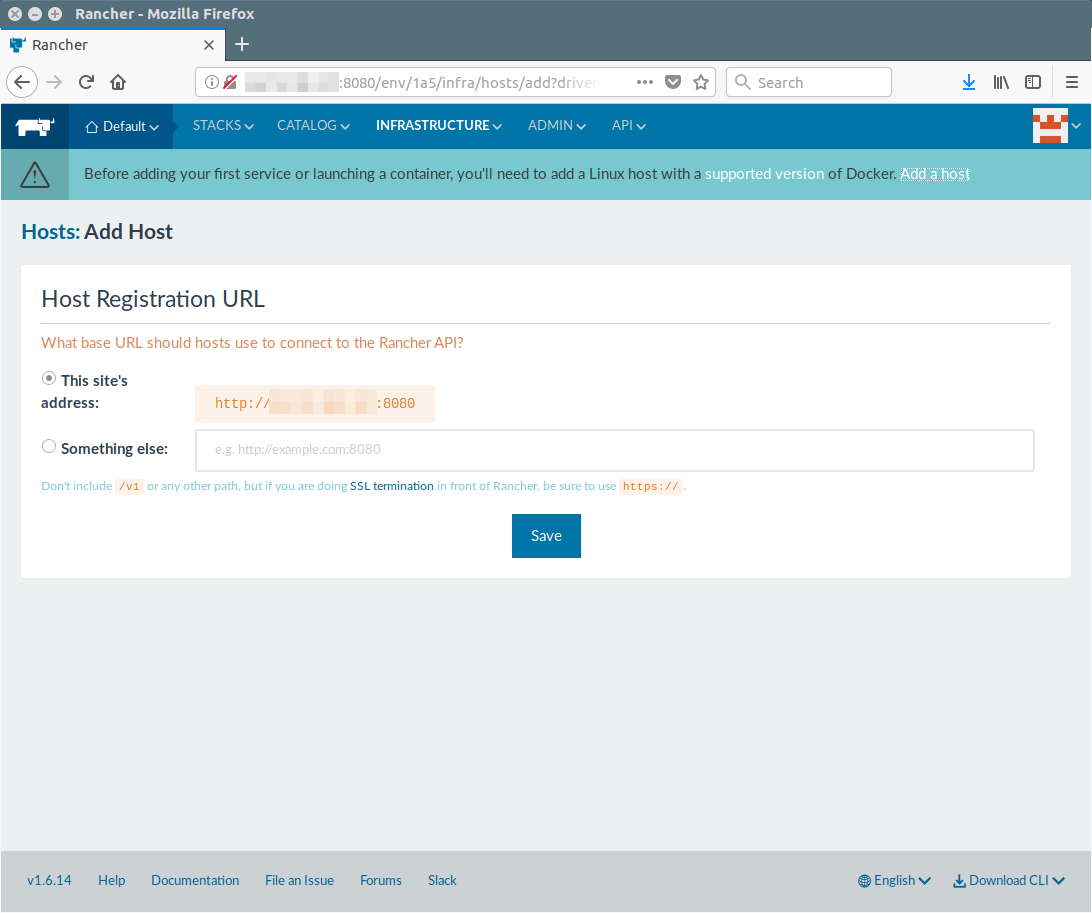 Rancher - Mozilla Firefox
Rancher
:8080/env/1a5/infra/hosts/add?driver
Search
Default STACKS CATALOG INFRASTRUCTURE ADMIN API
Before adding your first service or launching a container, you'll need to add a Linux host with a supported version of Docker. Add a host
Hosts: Add Host
Host Registration URL
What base URL should hosts use to connect to the Rancher API?
This site's
address:
http:// :8080
Something else:
e.g. http://example.com:8080
Don't include /v1 or any other path, but if you are doing SSL termination in front of Rancher, be sure to use https:// .
Save
v1.6.14 Help Documentation File an Issue Forums Slack English Download CLI